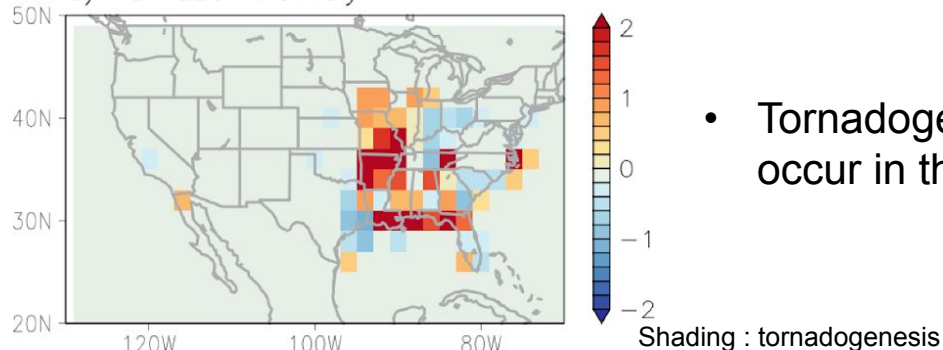 50N
40N
30N
20N
120W
100W
80W
2
1
0
−1
−2
• Tornadoge
occur in th
Shading : tornadogenesis